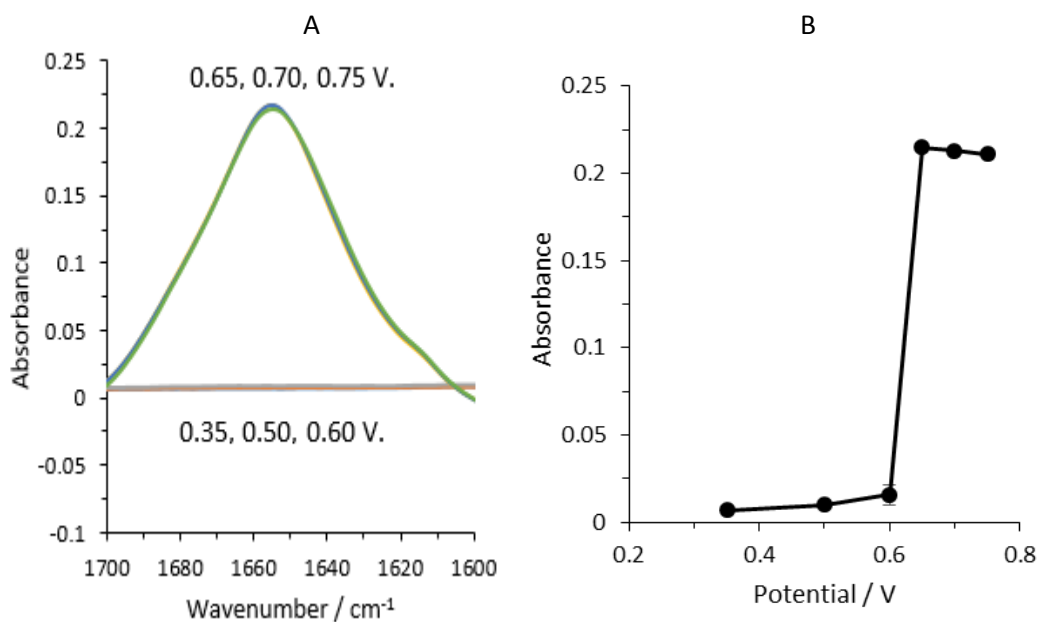 A
0.25
0.2
0.15
0.1
0.05
0
-0.05
-0.1
Absorbance
0.65, 0.70, 0.75 V.
0.35, 0.50, 0.60 V.
1700 1680 1660 1640 1620 1600
Wavenumber / cm⁻¹
B
0.25
0.2
0.15
0.1
0.05
0
Absorbance
0.2 0.4 0.6 0.8
Potential / V